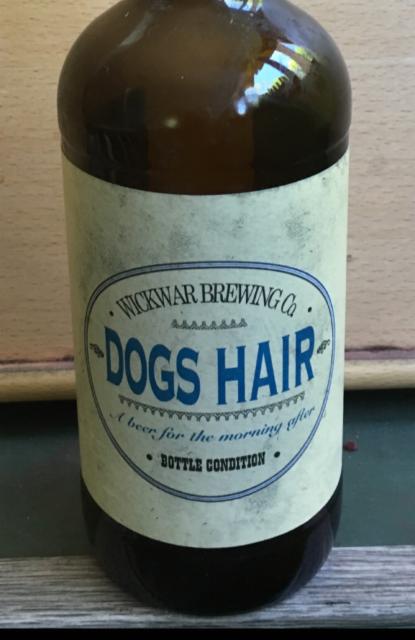 • WICKWAR BREWING Co •
DOGS HAIR
A beer for the morning after
• BOTTLE CONDITION •